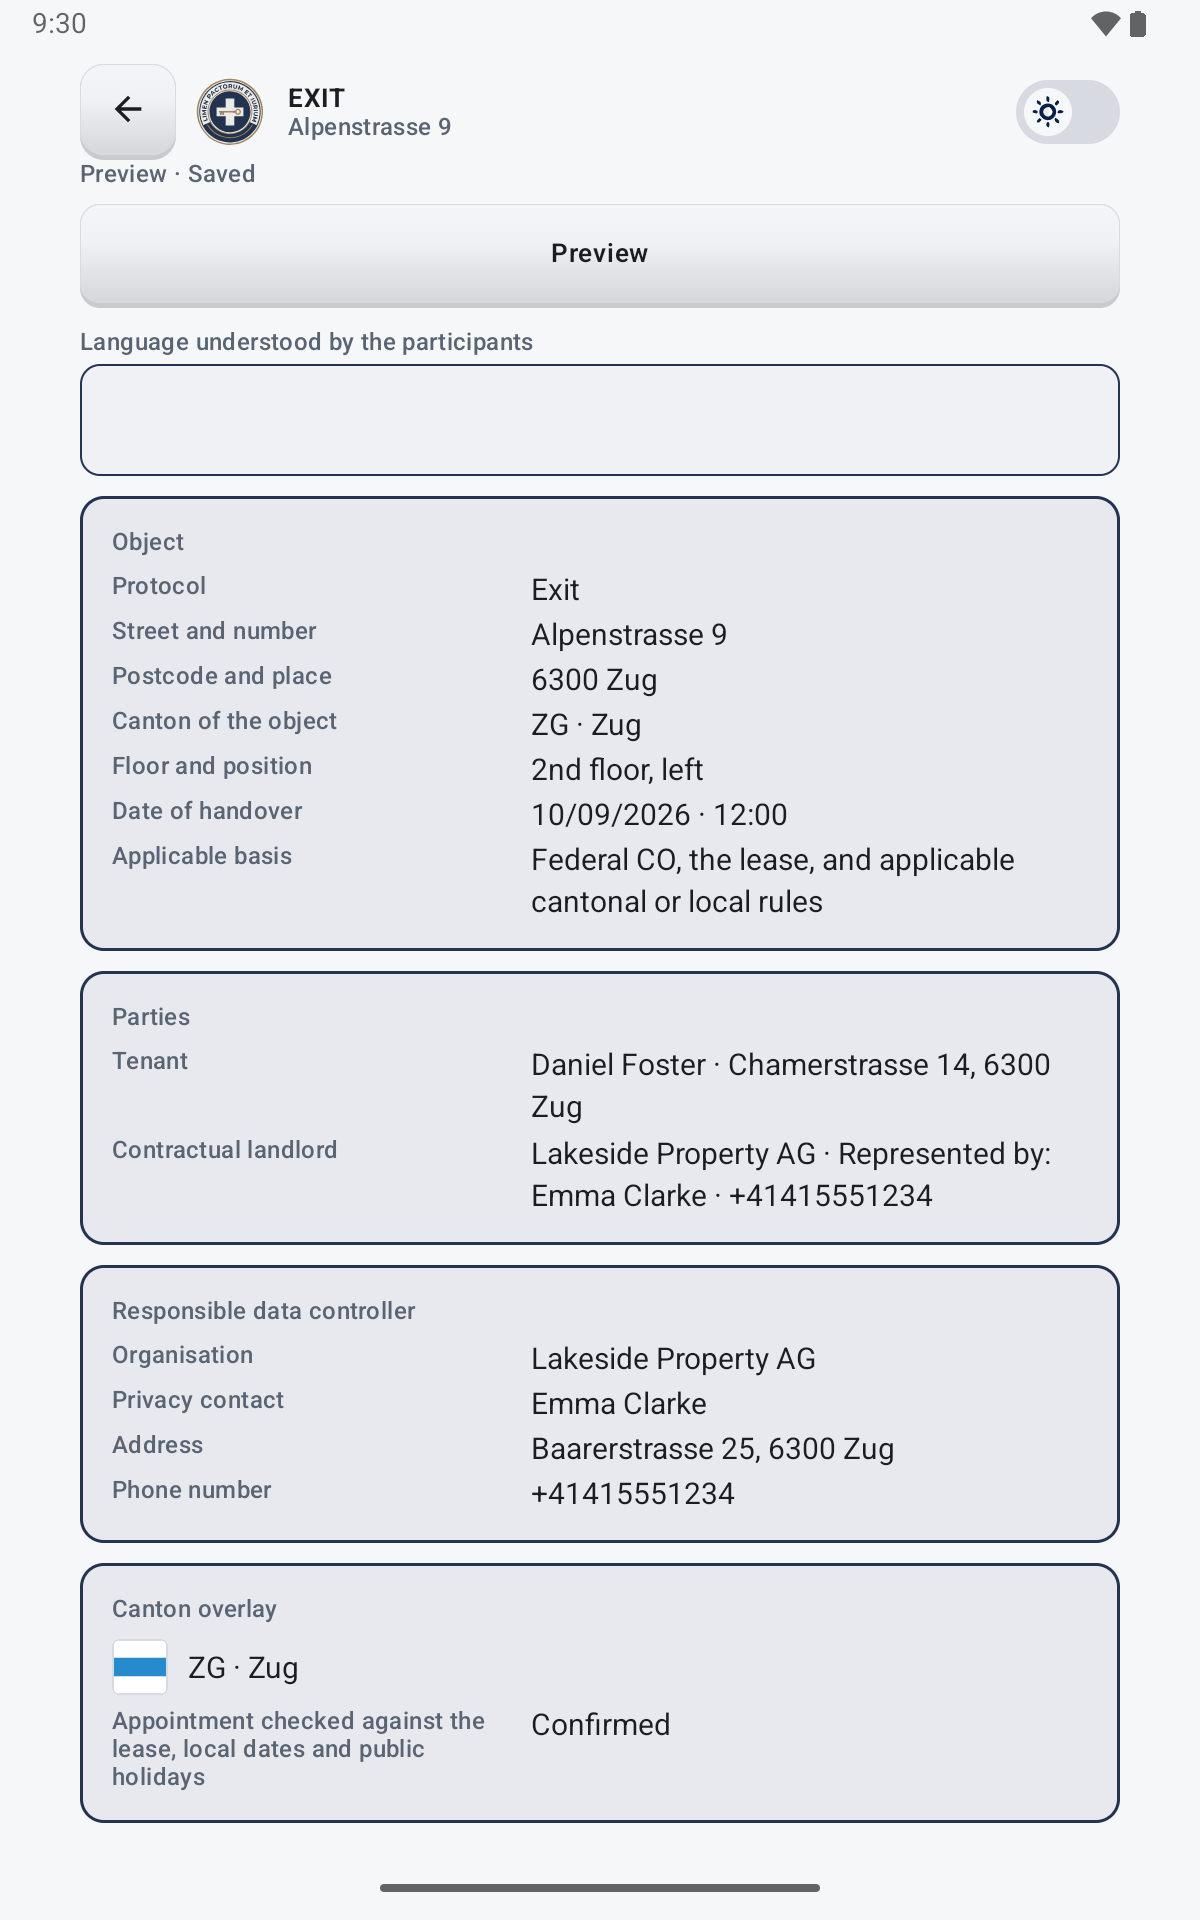 9:30
LIMEN PACTORUM ET IURIUM
EXIT
Alpenstrasse 9
Preview · Saved
Preview
Language understood by the participants
Object
Protocol
Exit
Street and number
Alpenstrasse 9
Postcode and place
6300 Zug
Canton of the object
ZG · Zug
Floor and position
2nd floor, left
Date of handover
10/09/2026 · 12:00
Applicable basis
Federal CO, the lease, and applicable
cantonal or local rules
Parties
Tenant
Daniel Foster · Chamerstrasse 14, 6300
Zug
Contractual landlord
Lakeside Property AG · Represented by:
Emma Clarke · +41415551234
Responsible data controller
Organisation
Lakeside Property AG
Privacy contact
Emma Clarke
Address
Baarerstrasse 25, 6300 Zug
Phone number
+41415551234
Canton overlay
ZG · Zug
Appointment checked against the
lease, local dates and public
holidays
Confirmed